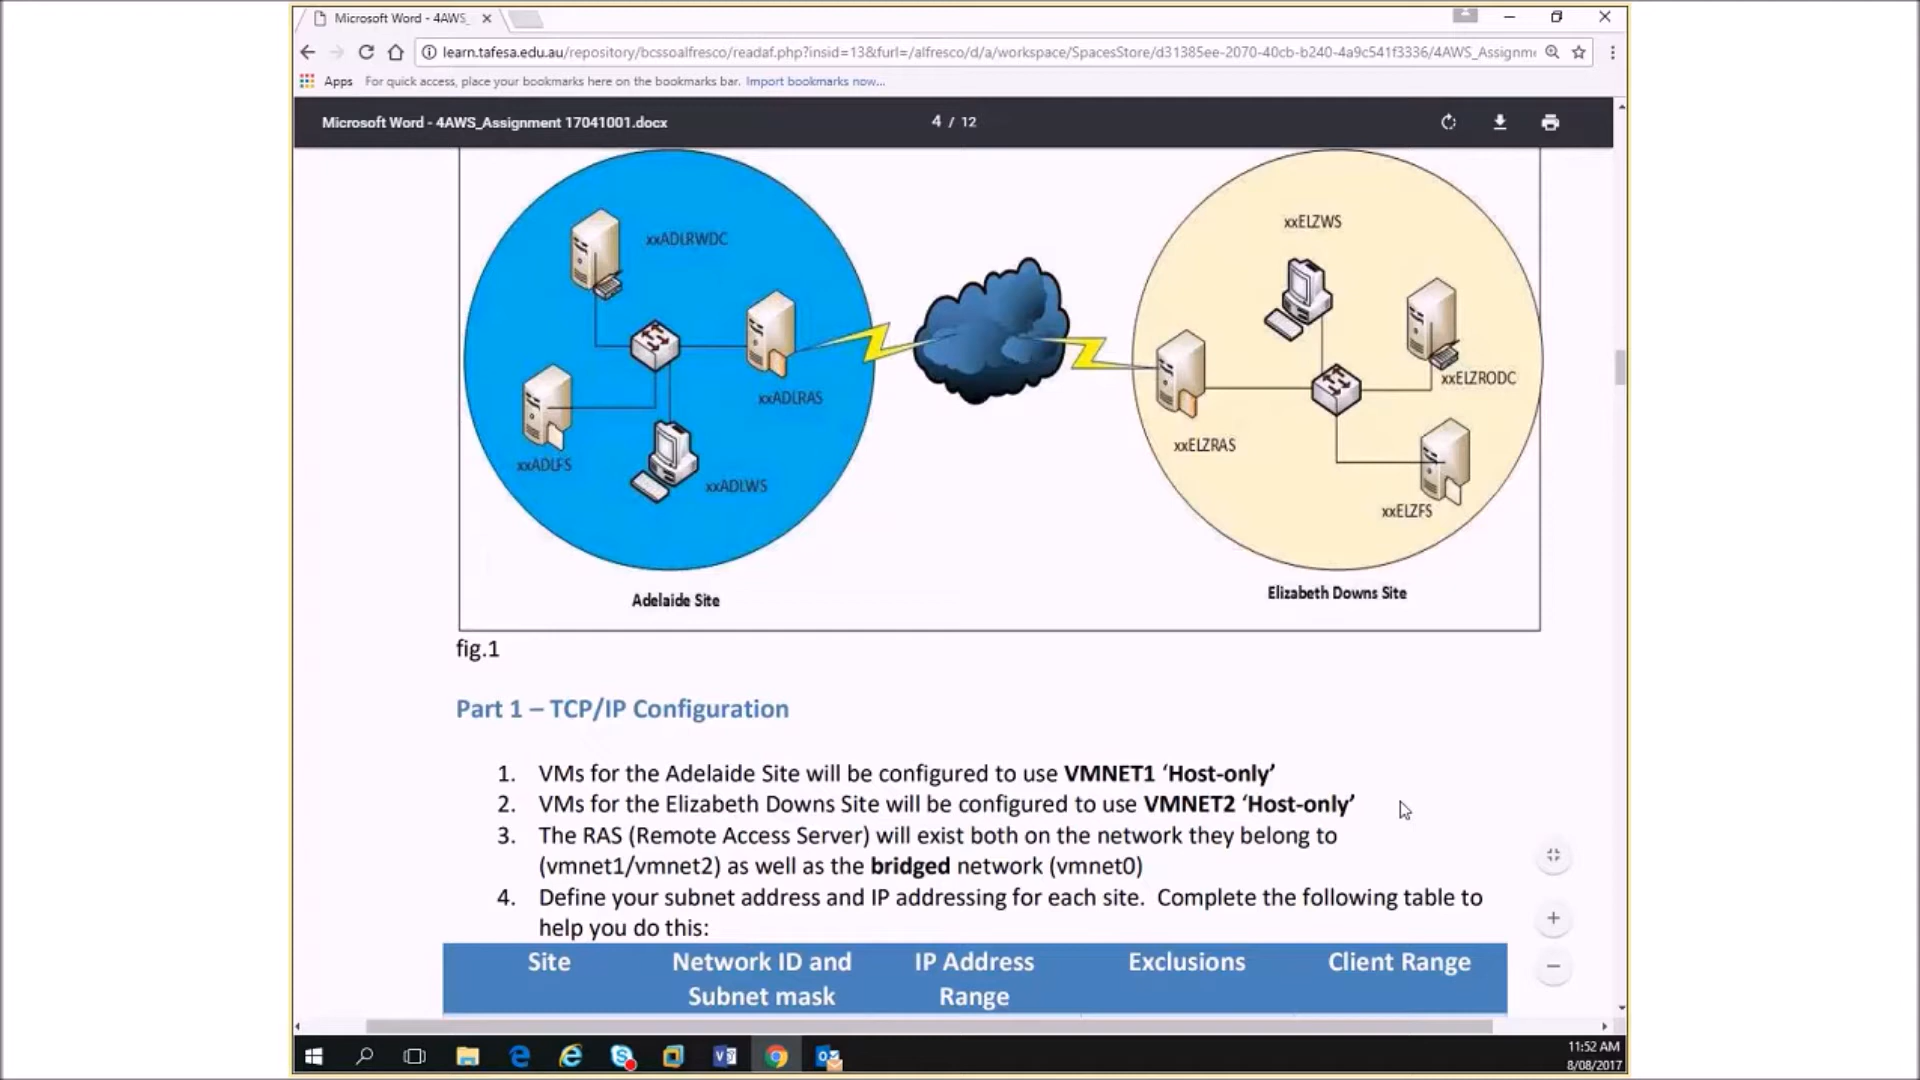 Microsoft Word - 4AWS_
learn.tafesa.edu.au/repository/bcssoalfresco/readaf.php?insid=13&furl=/alfresco/d/a/workspace/SpacesStore/d31385ee-2070-40cb-b240-4a9c541f3336/4AWS_Assignme
Apps For quick access, place your bookmarks here on the bookmarks bar. Import bookmarks now...
Microsoft Word - 4AWS_Assignment 17041001.docx 4 / 12
xxADLRWDC
xxELZWS
xxADLRAS
xxELZRODC
xxELZRAS
xxADLFS
xxADLWS
xxELZFS
Adelaide Site
Elizabeth Downs Site
fig.1
Part 1 – TCP/IP Configuration
1. VMs for the Adelaide Site will be configured to use VMNET1 ‘Host-only’
2. VMs for the Elizabeth Downs Site will be configured to use VMNET2 ‘Host-only’
3. The RAS (Remote Access Server) will exist both on the network they belong to
(vmnet1/vmnet2) as well as the bridged network (vmnet0)
4. Define your subnet address and IP addressing for each site. Complete the following table to
help you do this:
Site Network ID and IP Address Exclusions Client Range
Subnet mask Range
11:52 AM
8/08/2017